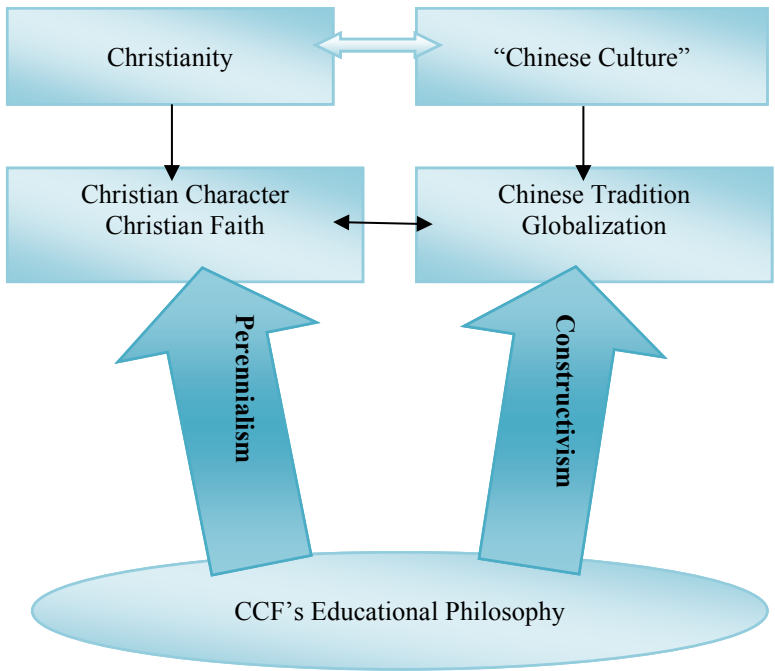 Christianity
“Chinese Culture”
Christian Character
Christian Faith
Chinese Tradition
Globalization
Perennialism
Constructivism
CCF’s Educational Philosophy